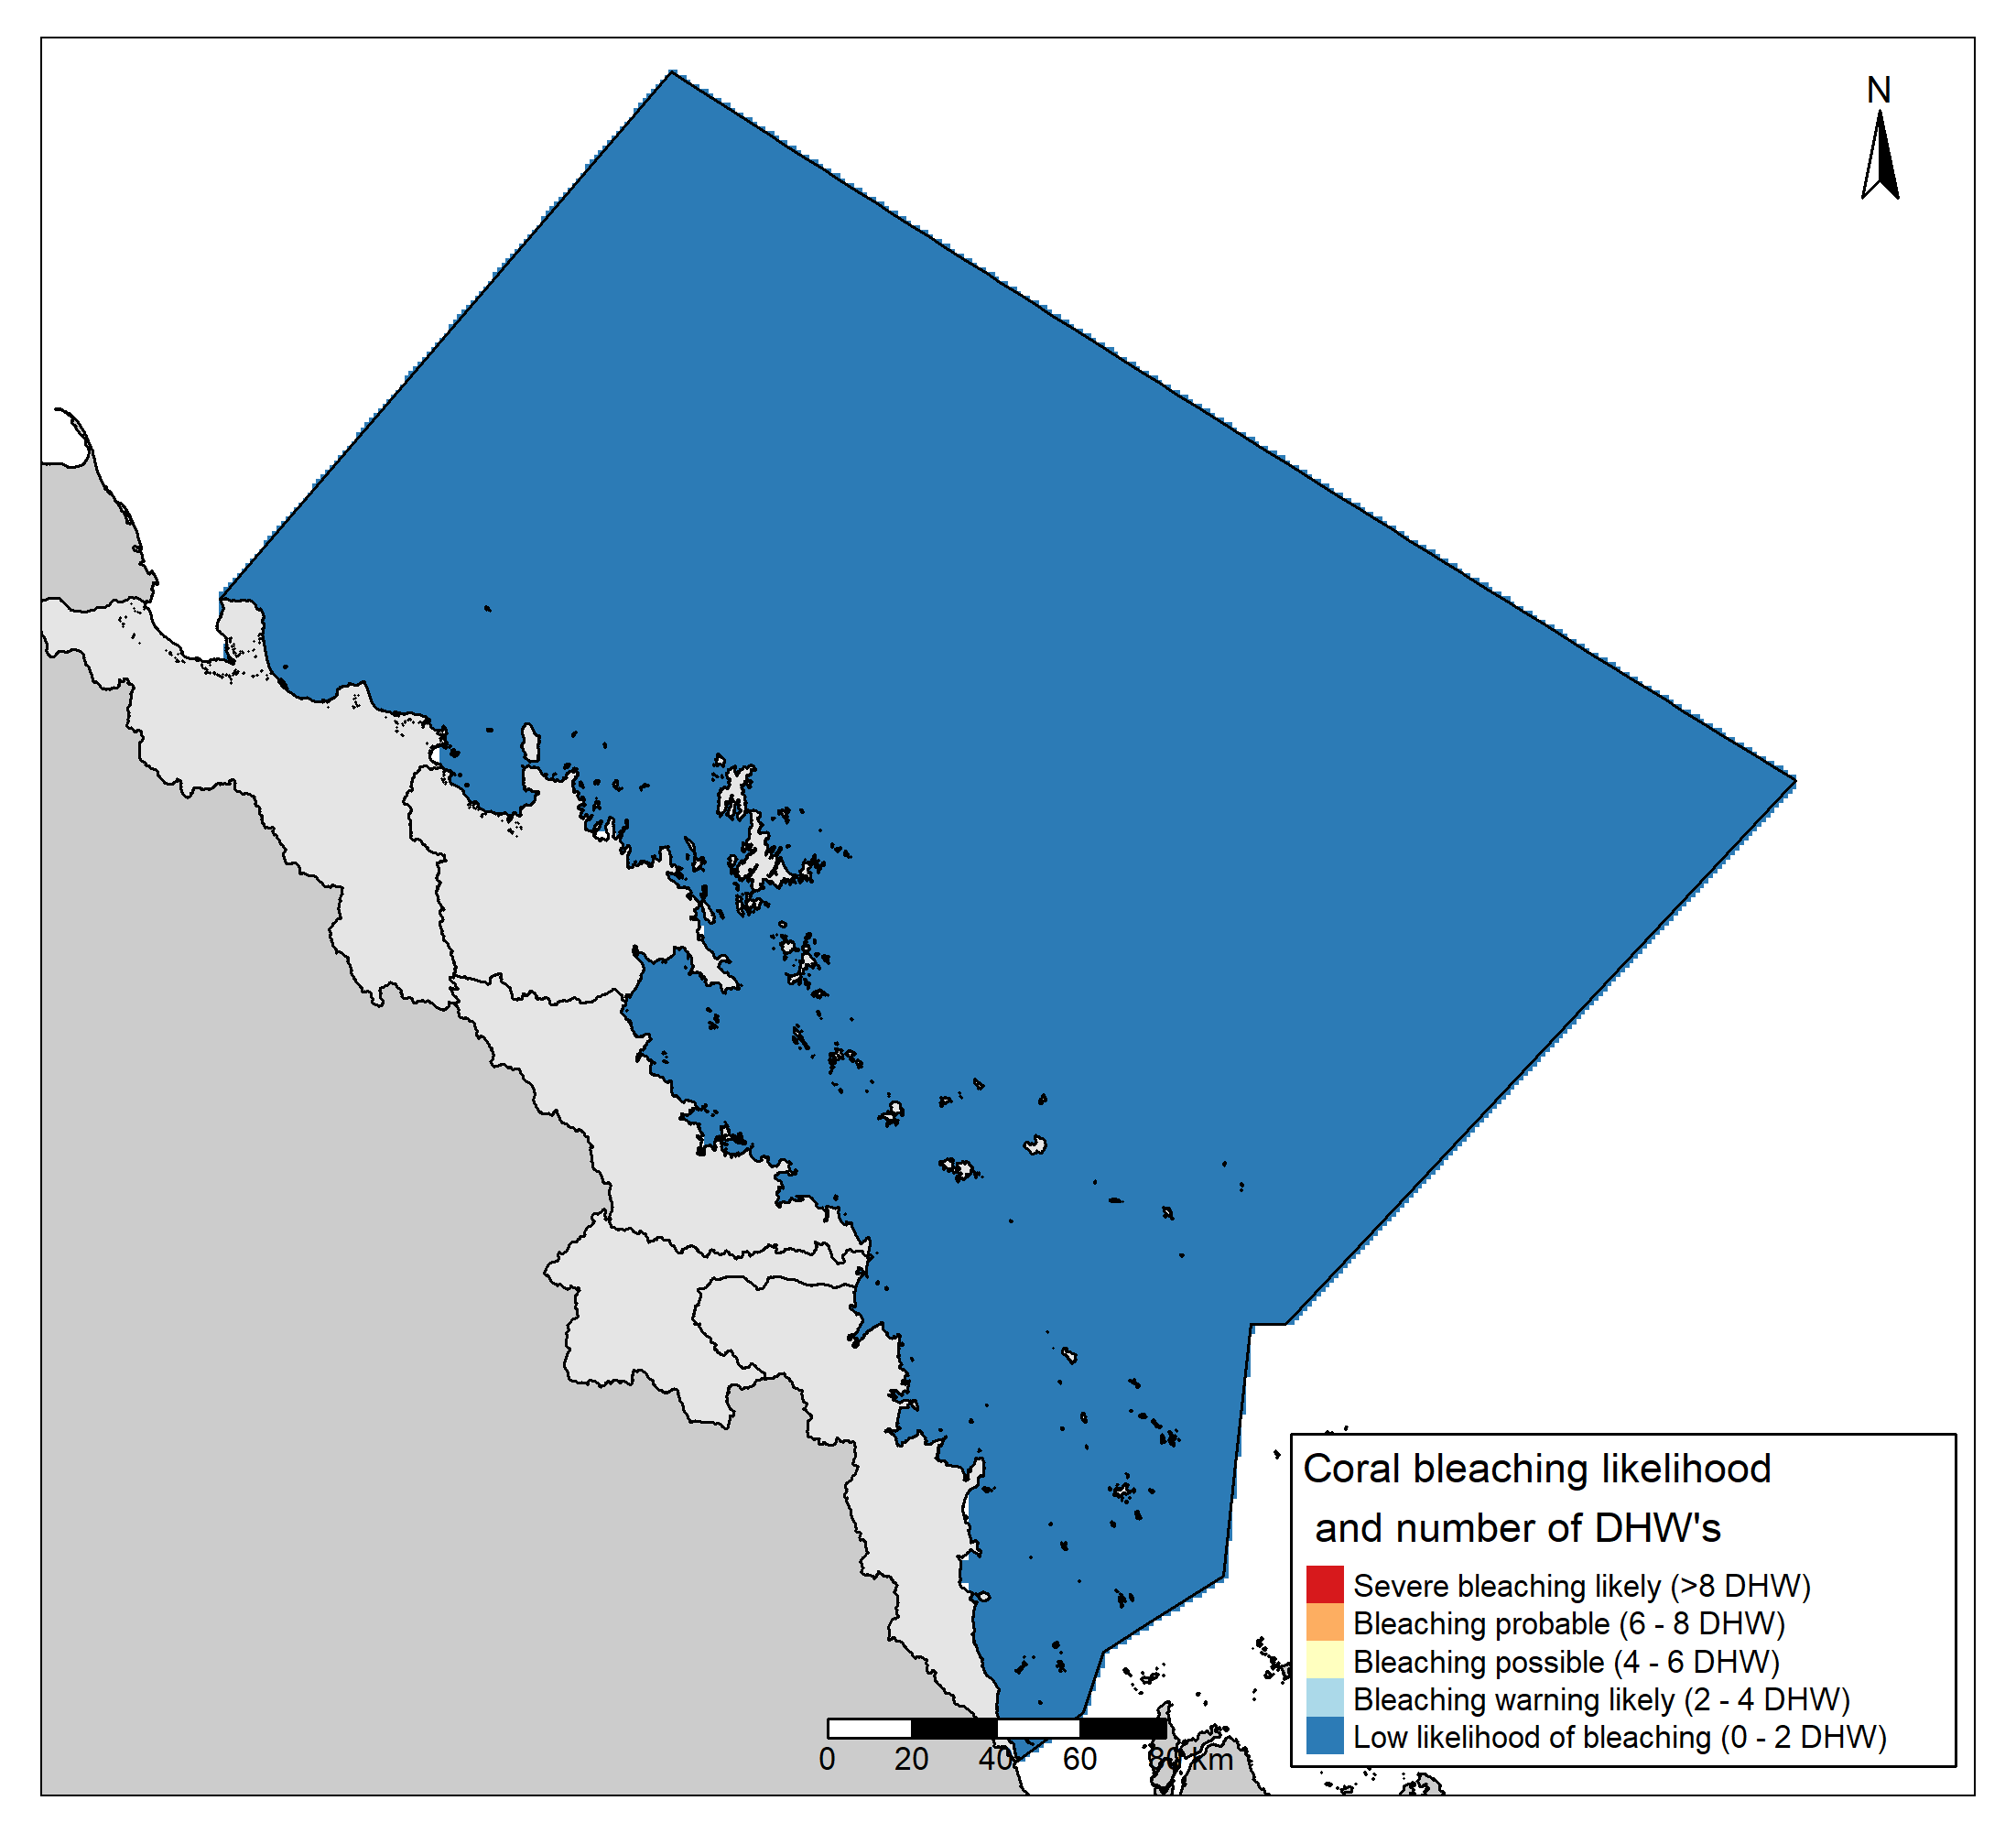 N
Coral bleaching likelihood
and number of DHW's
Severe bleaching likely (>8 DHW)
Bleaching probable (6 - 8 DHW)
Bleaching possible (4 - 6 DHW)
Bleaching warning likely (2 - 4 DHW)
Low likelihood of bleaching (0 - 2 DHW)
0 20 40 60 80 km